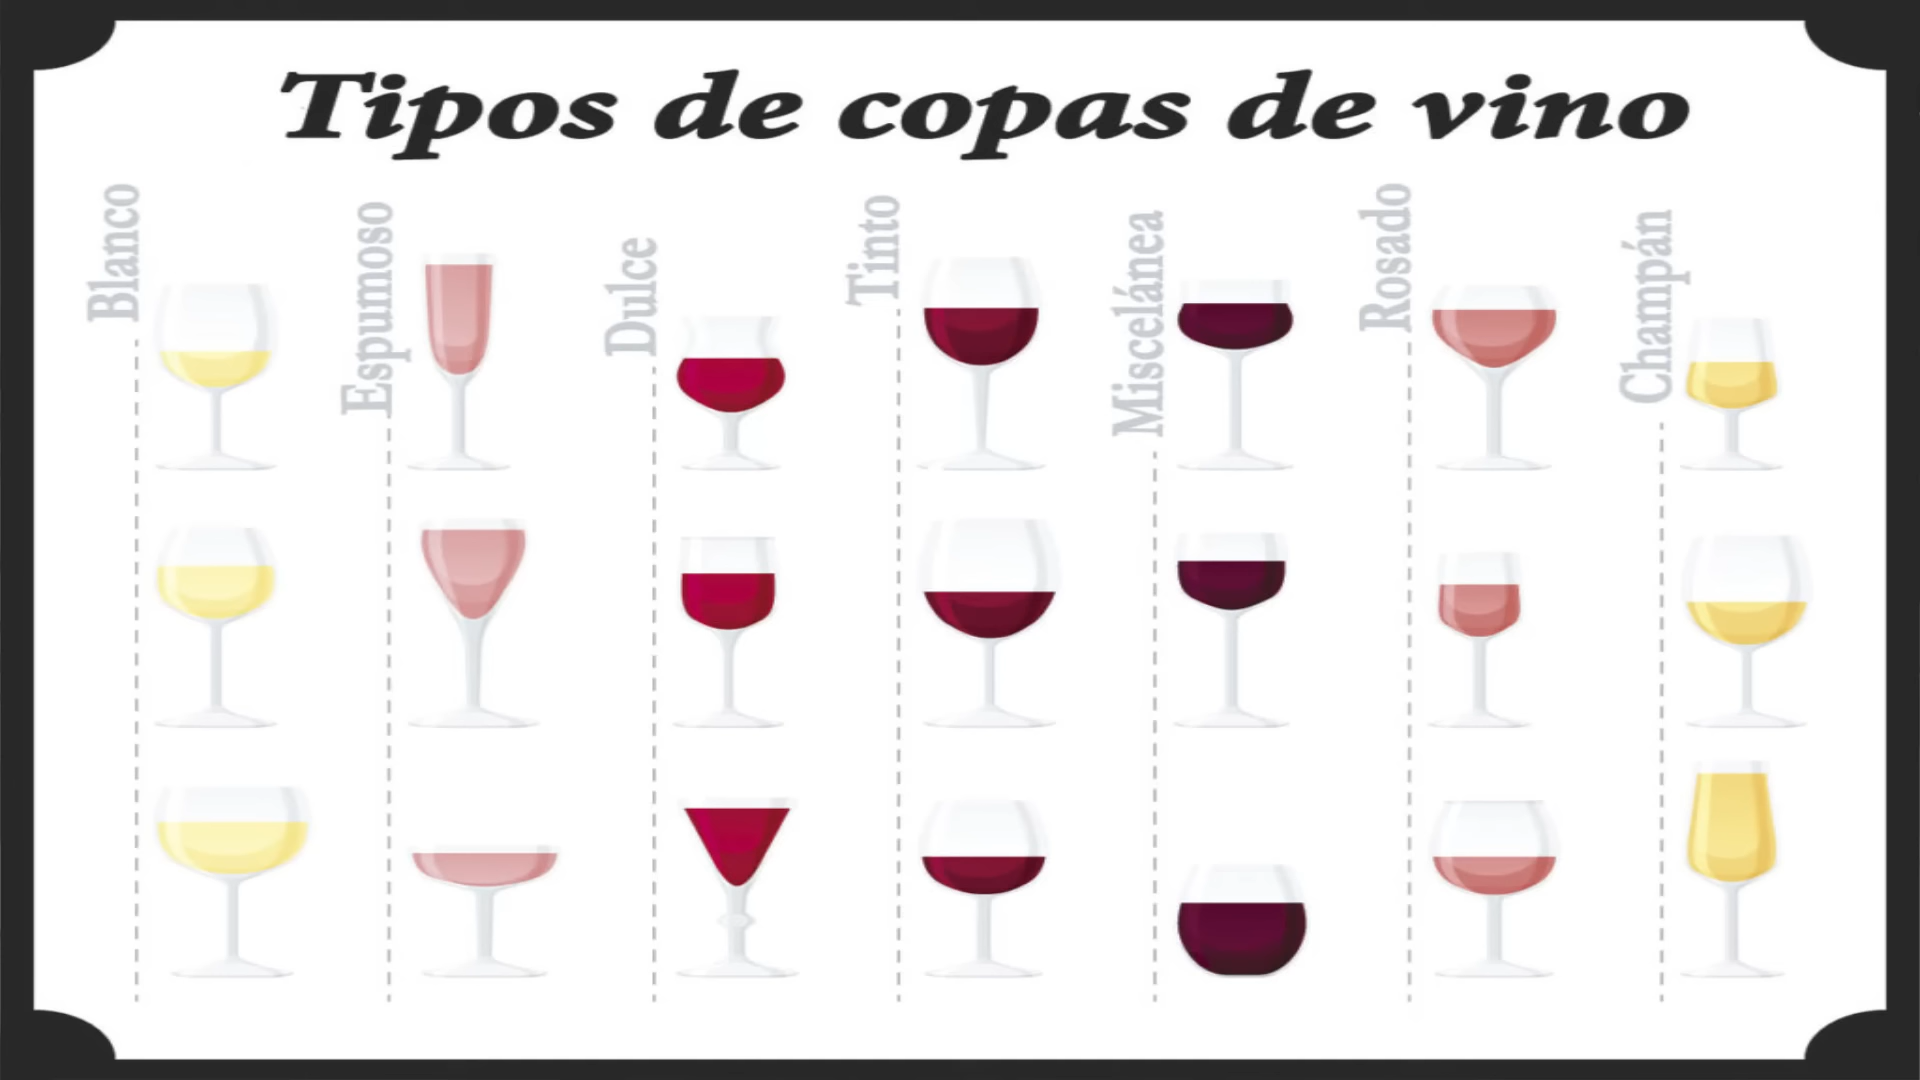 Tipos de copas de vino
Blanco
Espumoso
Dulce
Tinto
Miscelánea
Rosado
Champán